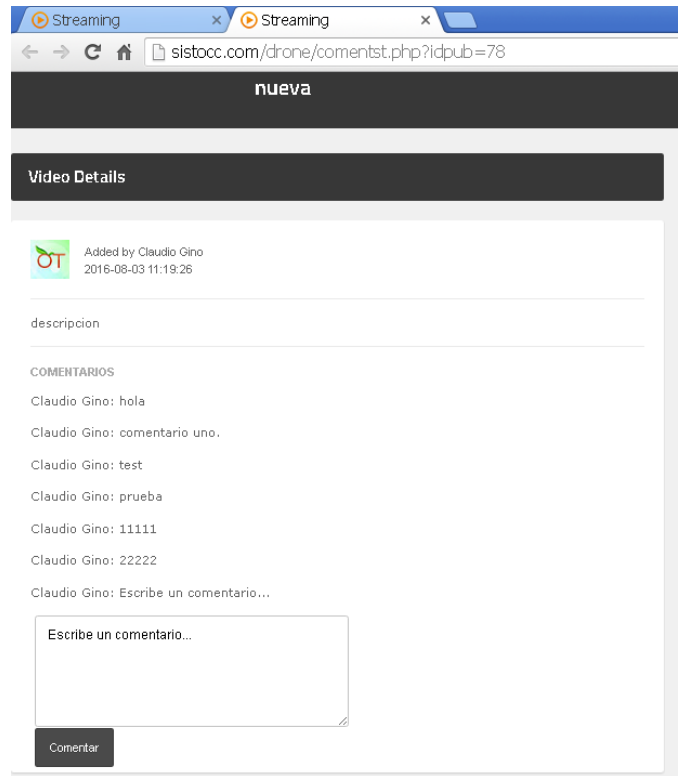 Streaming
Streaming
sistocc.com/drone/comentst.php?idpub=78
nueva
Video Details
OT
Added by Claudio Gino
2016-08-03 11:19:26
descripcion
COMENTARIOS
Claudio Gino: hola
Claudio Gino: comentario uno.
Claudio Gino: test
Claudio Gino: prueba
Claudio Gino: 11111
Claudio Gino: 22222
Claudio Gino: Escribe un comentario...
Escribe un comentario...
Comentar